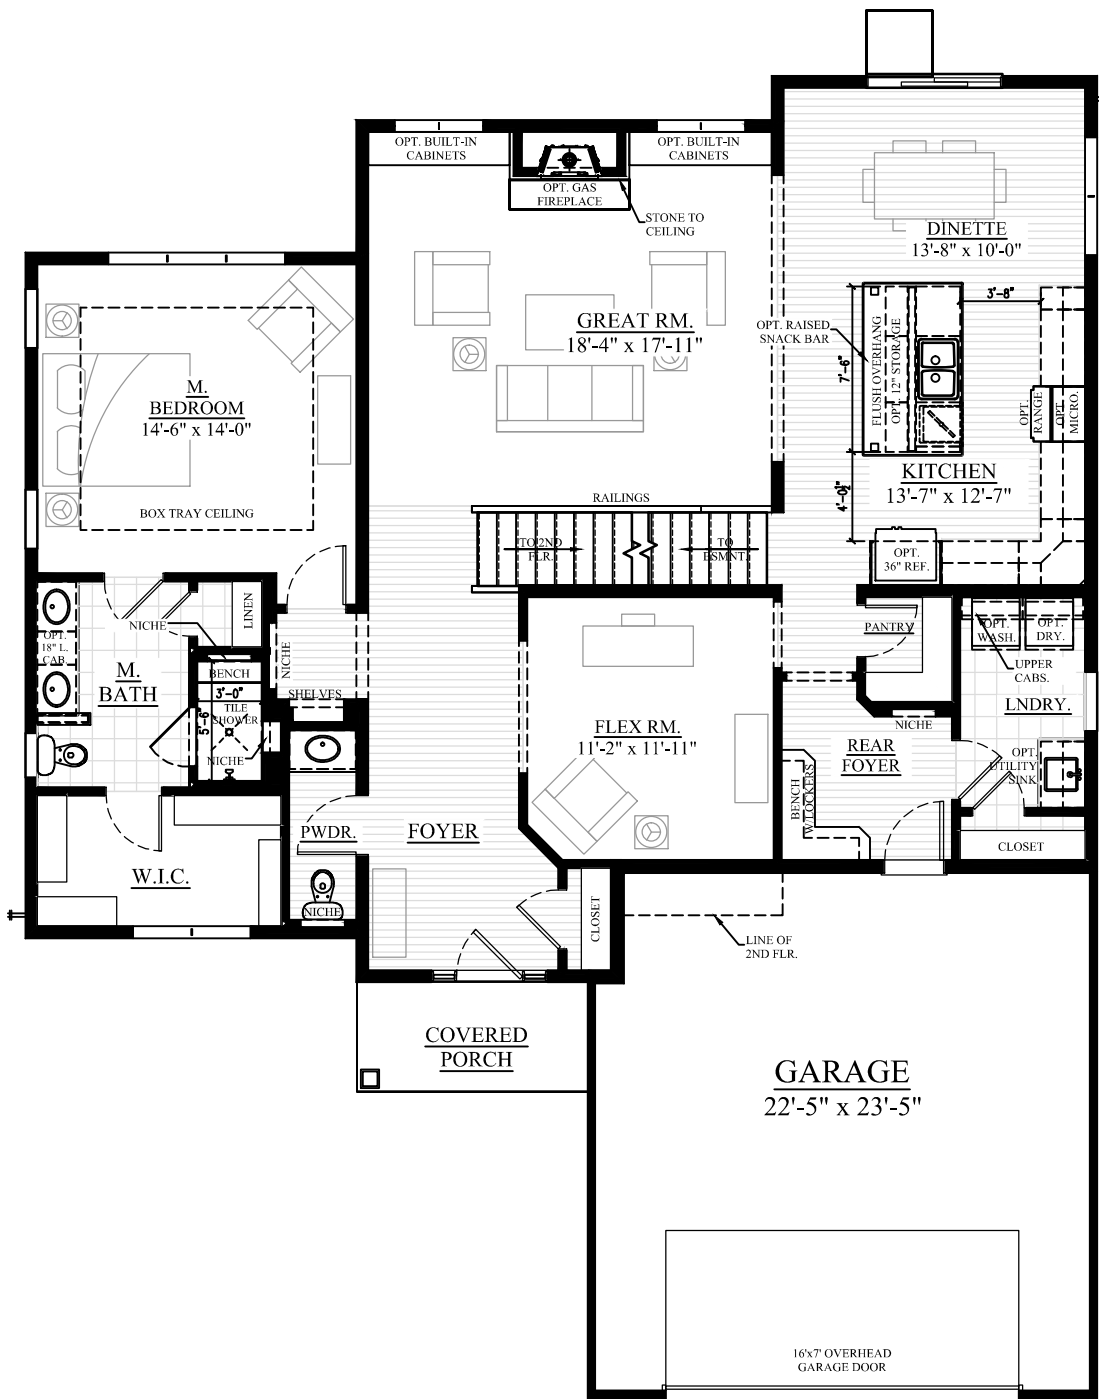 OPT. BUILT-IN
CABINETS
OPT. BUILT-IN
CABINETS
OPT. GAS
FIREPLACE
STONE TO
CEILING
DINETTE
13'-8" x 10'-0"
GREAT RM.
18'-4" x 17'-11"
3'-8"
OPT. RAISED
SNACK BAR
7'-6"
FLUSH OVERHANG
OPT. 12" STORAGE
OPT.
RANGE
OPT.
MICRO.
M.
BEDROOM
14'-6" x 14'-0"
BOX TRAY CEILING
KITCHEN
13'-7" x 12'-7"
4'-0½"
RAILINGS
TO 2ND
FLR.
TO
BSMNT.
OPT.
36" REF.
NICHE
LINEN
OPT.
18" L.
CAB.
M.
BATH
BENCH
3'-0"
TILE
SHOWER
5'-6"
NICHE
NICHE
SHELVES
PANTRY
OPT.
WASH.
OPT.
DRY.
UPPER
CABS.
LNDRY.
FLEX RM.
11'-2" x 11'-11"
NICHE
REAR
FOYER
OPT.
UTILITY
SINK
BENCH
W/LOCKERS
PWDR.
FOYER
CLOSET
W.I.C.
NICHE
CLOSET
LINE OF
2ND FLR.
COVERED
PORCH
GARAGE
22'-5" x 23'-5"
16'x7' OVERHEAD
GARAGE DOOR